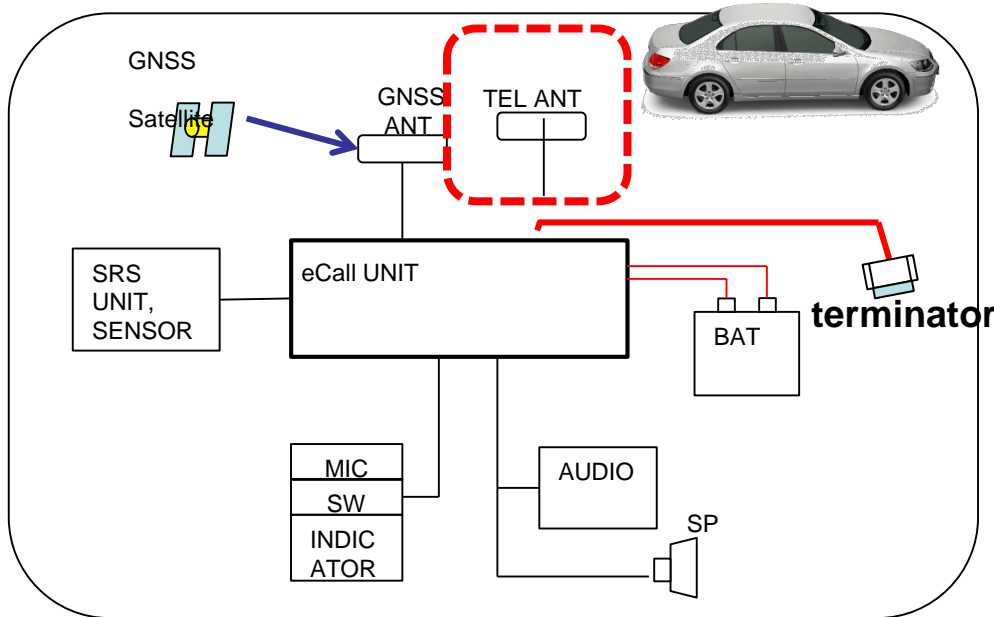 GNSS
Satellite
GNSS
ANT
TEL ANT
SRS
UNIT,
SENSOR
eCall UNIT
BAT
terminator
MIC
SW
INDIC
ATOR
AUDIO
SP